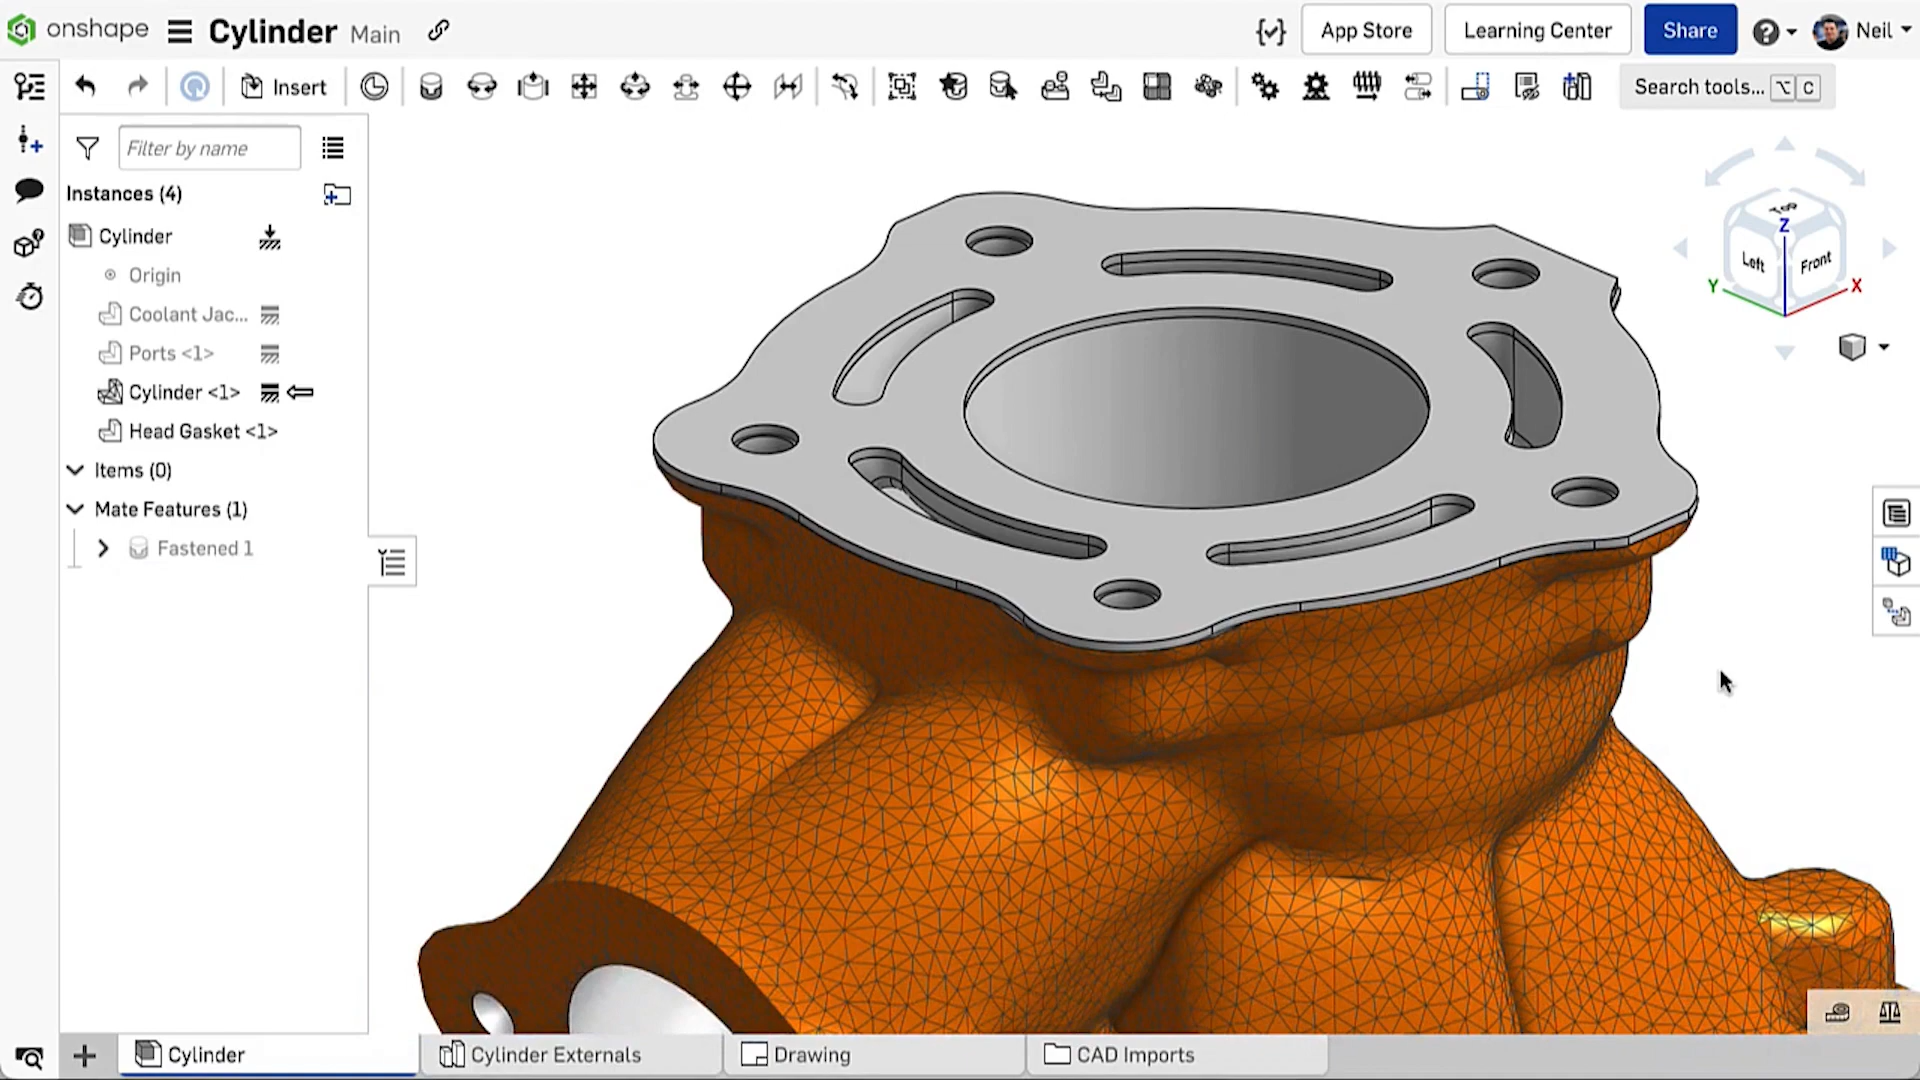 onshape
Cylinder Main
App Store
Learning Center
Share
Neil
Insert
Search tools... ⌥ C
Filter by name
Instances (4)
Cylinder
Origin
Coolant Jac...
Ports <1>
Cylinder <1>
Head Gasket <1>
Items (0)
Mate Features (1)
Fastened 1
Top
Z
Left
Front
Y
X
Cylinder
Cylinder Externals
Drawing
CAD Imports